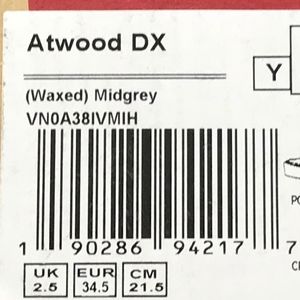 Atwood DX
Y
(Waxed) Midgrey
VN0A38IVMIH
1 90286 94217 7
UK EUR CM
2.5 34.5 21.5